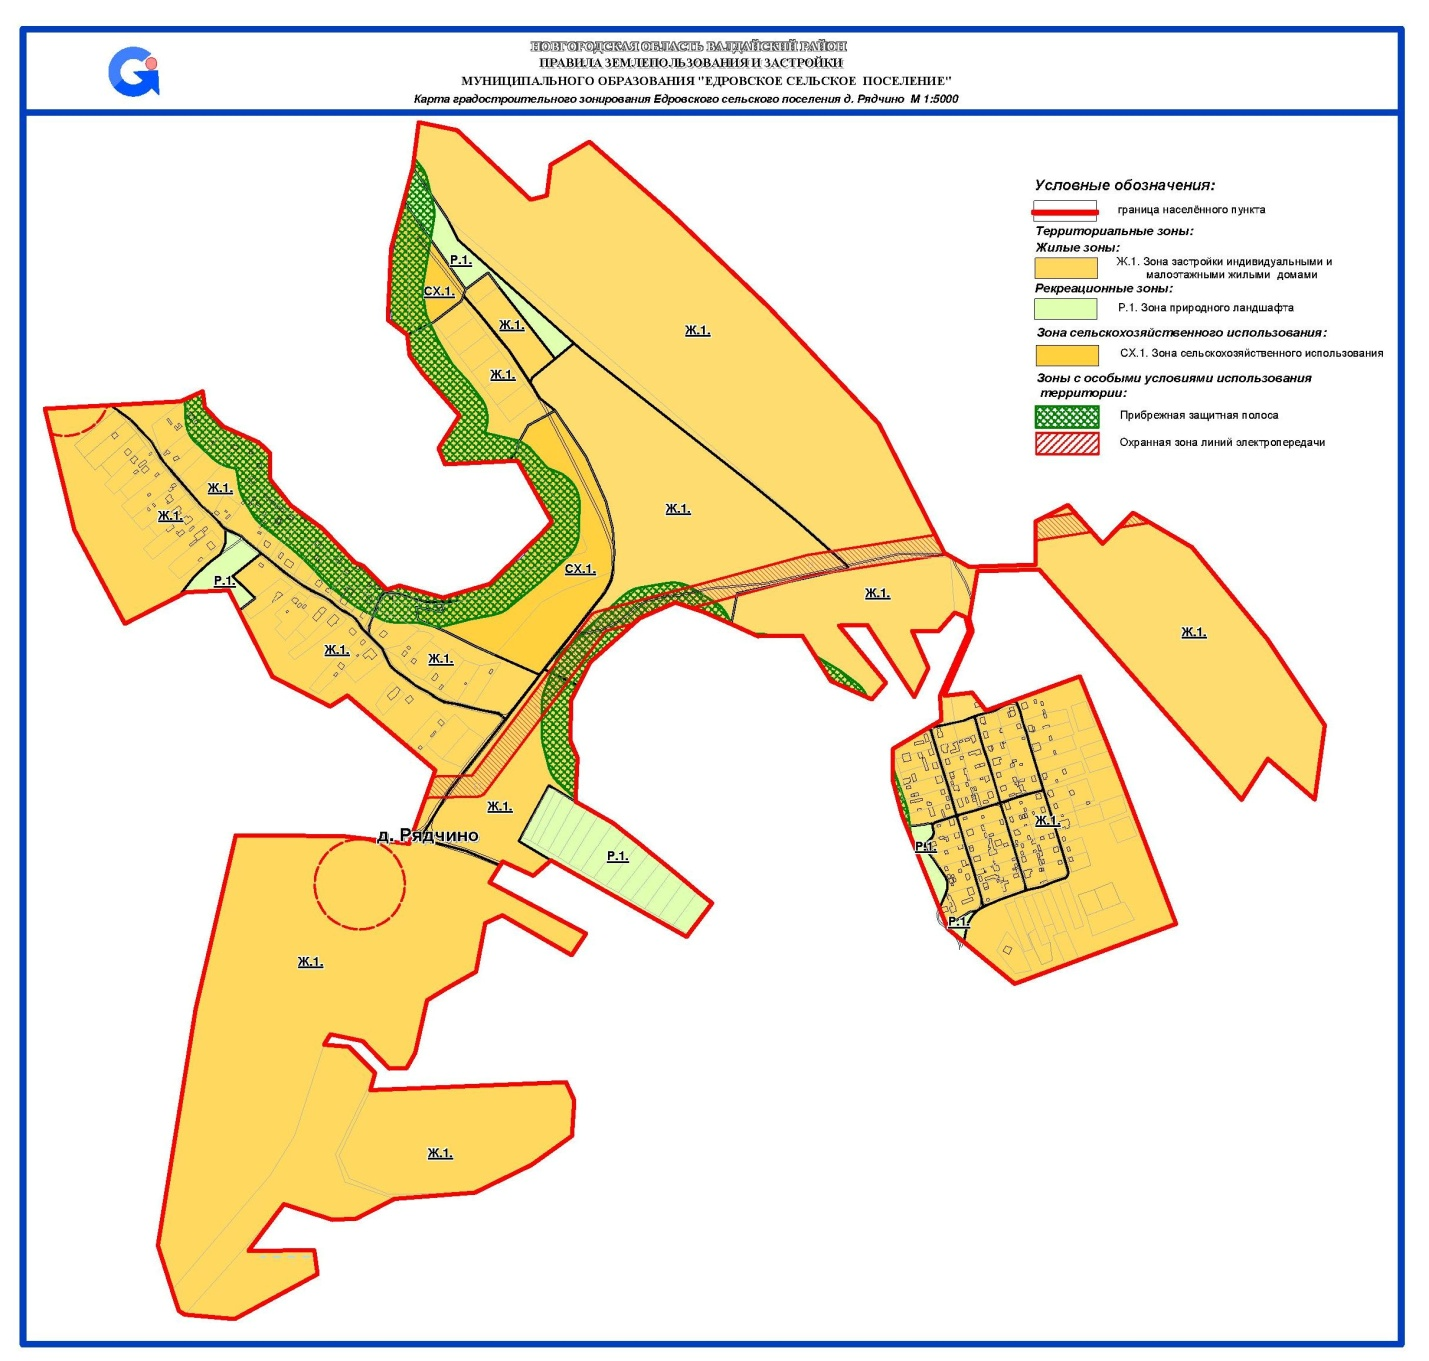 НОВГОРОДСКАЯ ОБЛАСТЬ ВАЛДАЙСКИЙ РАЙОН
ПРАВИЛА ЗЕМЛЕПОЛЬЗОВАНИЯ И ЗАСТРОЙКИ
МУНИЦИПАЛЬНОГО ОБРАЗОВАНИЯ "ЕДРОВСКОЕ СЕЛЬСКОЕ ПОСЕЛЕНИЕ"
Карта градостроительного зонирования Едровского сельского поселения д. Рядчино М 1:5000
Условные обозначения:
граница населённого пункта
Территориальные зоны:
Жилые зоны:
Ж.1. Зона застройки индивидуальными и
малоэтажными жилыми домами
Рекреационные зоны:
Р.1. Зона природного ландшафта
Зона сельскохозяйственного использования:
СХ.1. Зона сельскохозяйственного использования
Зоны с особыми условиями использования
территории:
Прибрежная защитная полоса
Охранная зона линий электропередачи
Р.1.
СХ.1.
Ж.1.
Ж.1.
Ж.1.
Ж.1.
Ж.1.
Ж.1.
СХ.1.
Р.1.
Ж.1.
Ж.1.
Ж.1.
Ж.1.
Ж.1.
д. Рядчино
Р.1.
Ж.1.
Р.1.
Р.1.
Ж.1.
Ж.1.